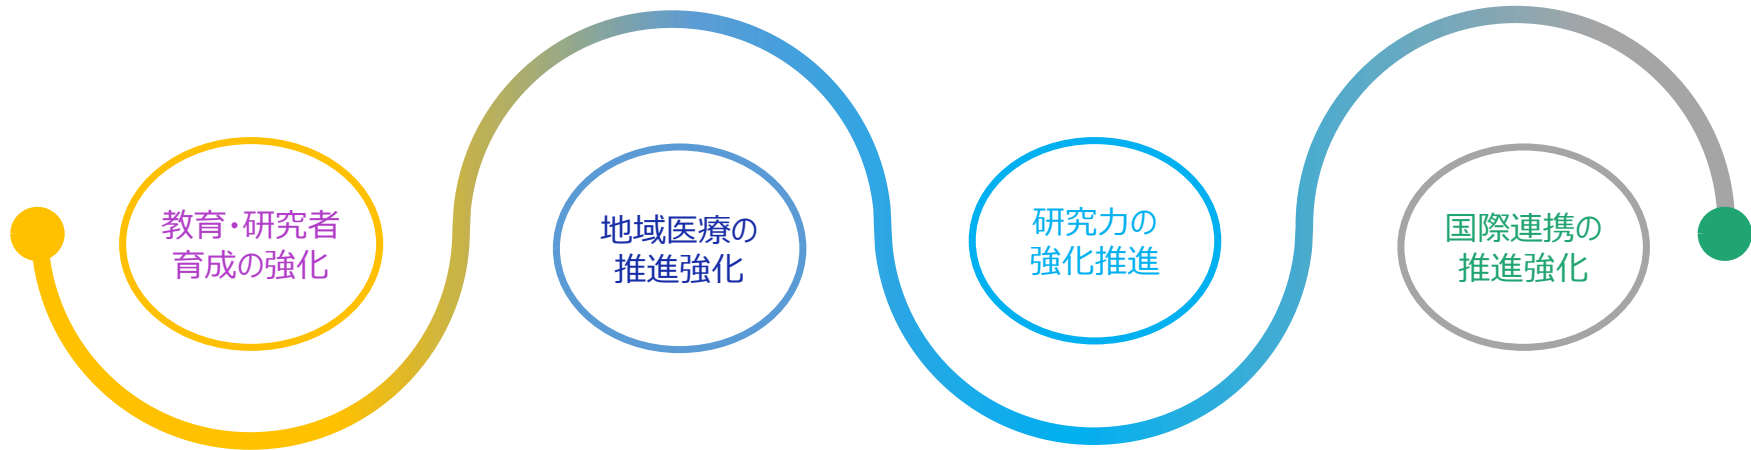 教育・研究者
育成の強化
地域医療の
推進強化
研究力の
強化推進
国際連携の
推進強化